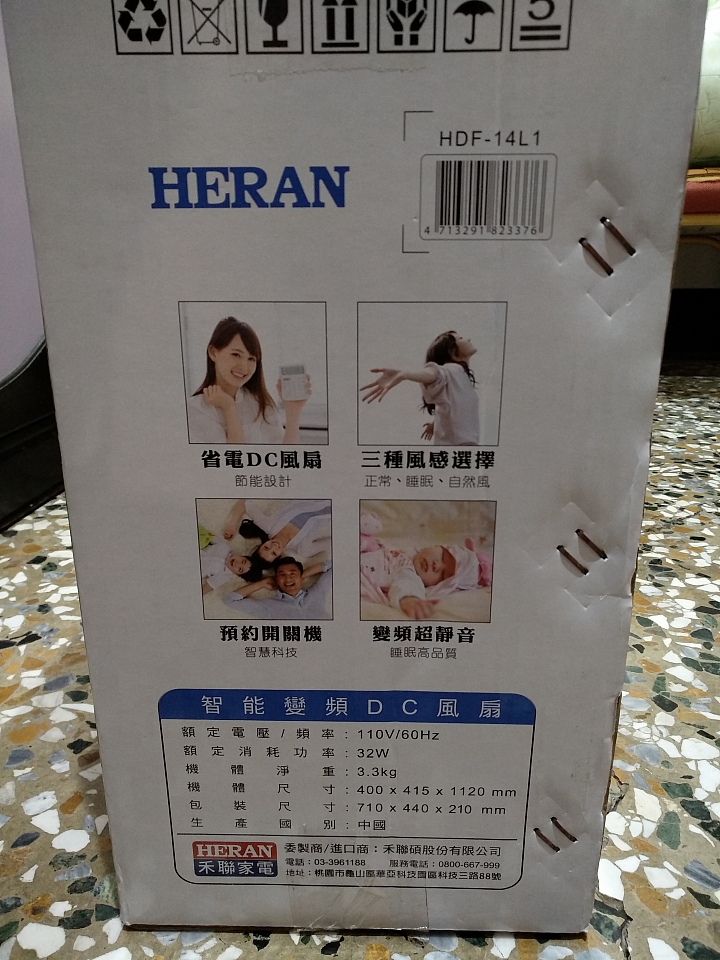 5
HDF-14L1
HERAN
4 713291 823376
省電DC風扇
節能設計
三種風感選擇
正常、睡眠、自然風
預約開關機
智慧科技
變頻超靜音
睡眠高品質
智能變頻DC風扇
額定電壓/頻率:110V/60Hz
額定消耗功率:32W
機體淨重:3.3kg
機體尺寸:400 x 415 x 1120 mm
包裝尺寸:710 x 440 x 210 mm
生產國別:中國
HERAN
禾聯家電
委製商/進口商：禾聯碩股份有限公司
電話：03-3961188 服務電話：0800-667-999
地址：桃園市龜山區華亞科技園區科技三路88號